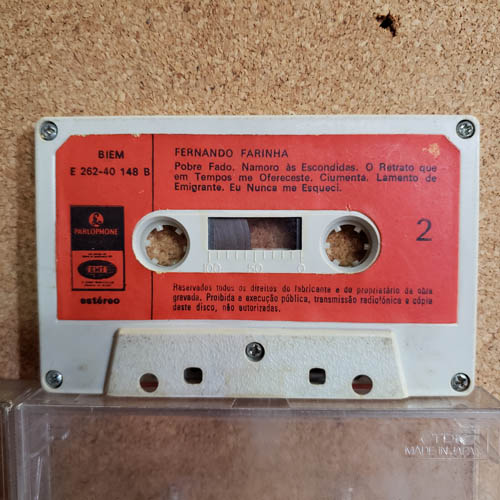 BIEM
E 262-40 148 B
FERNANDO FARINHA
Pobre Fado. Namoro às Escondidas. O Retrato que
em Tempos me Ofereceste. Ciumenta. Lamento de
Emigrante. Eu Nunca me Esqueci.
PARLOPHONE
EMI
estéreo
2
100 50 0
Reservados todos os direitos do fabricante e do proprietário da obra
gravada. Proibida a execução pública, transmissão radiofónica e cópia
deste disco, não autorizadas.
TDK
MADE IN JAPAN